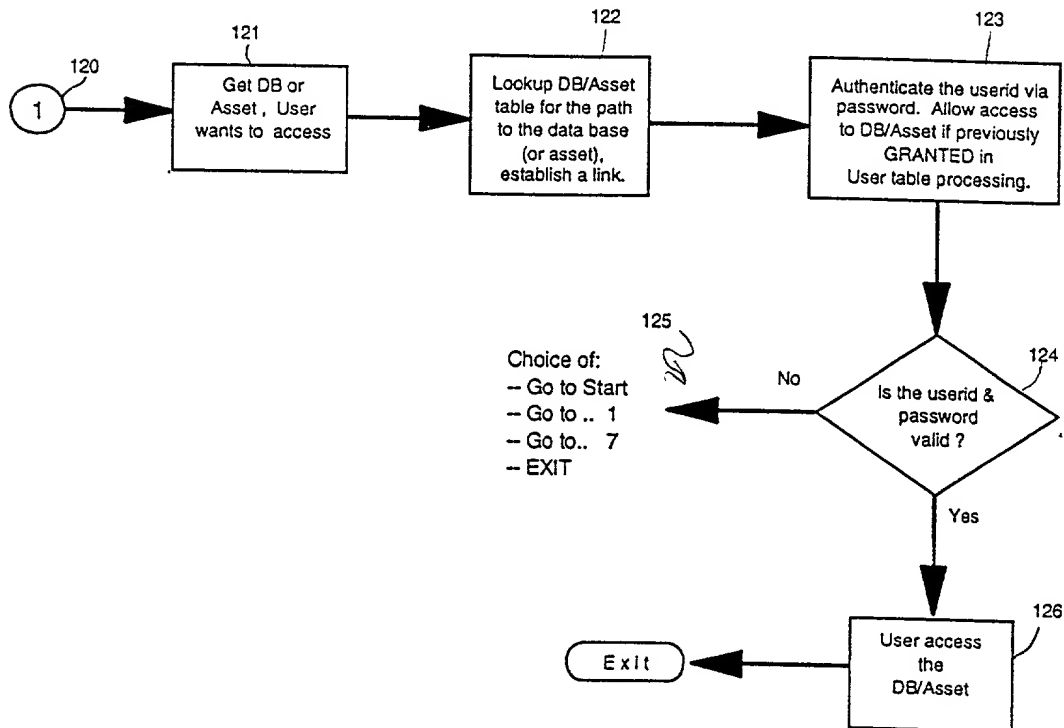 120
1
121
Get DB or
Asset , User
wants to access
122
Lookup DB/Asset
table for the path
to the data base
(or asset),
establish a link.
123
Authenticate the userid via
password. Allow access
to DB/Asset if previously
GRANTED in
User table processing.
124
Is the userid &
password
valid ?
No
125
Choice of:
-- Go to Start
-- Go to .. 1
-- Go to.. 7
-- EXIT
Yes
126
User access
the
DB/Asset
Exit